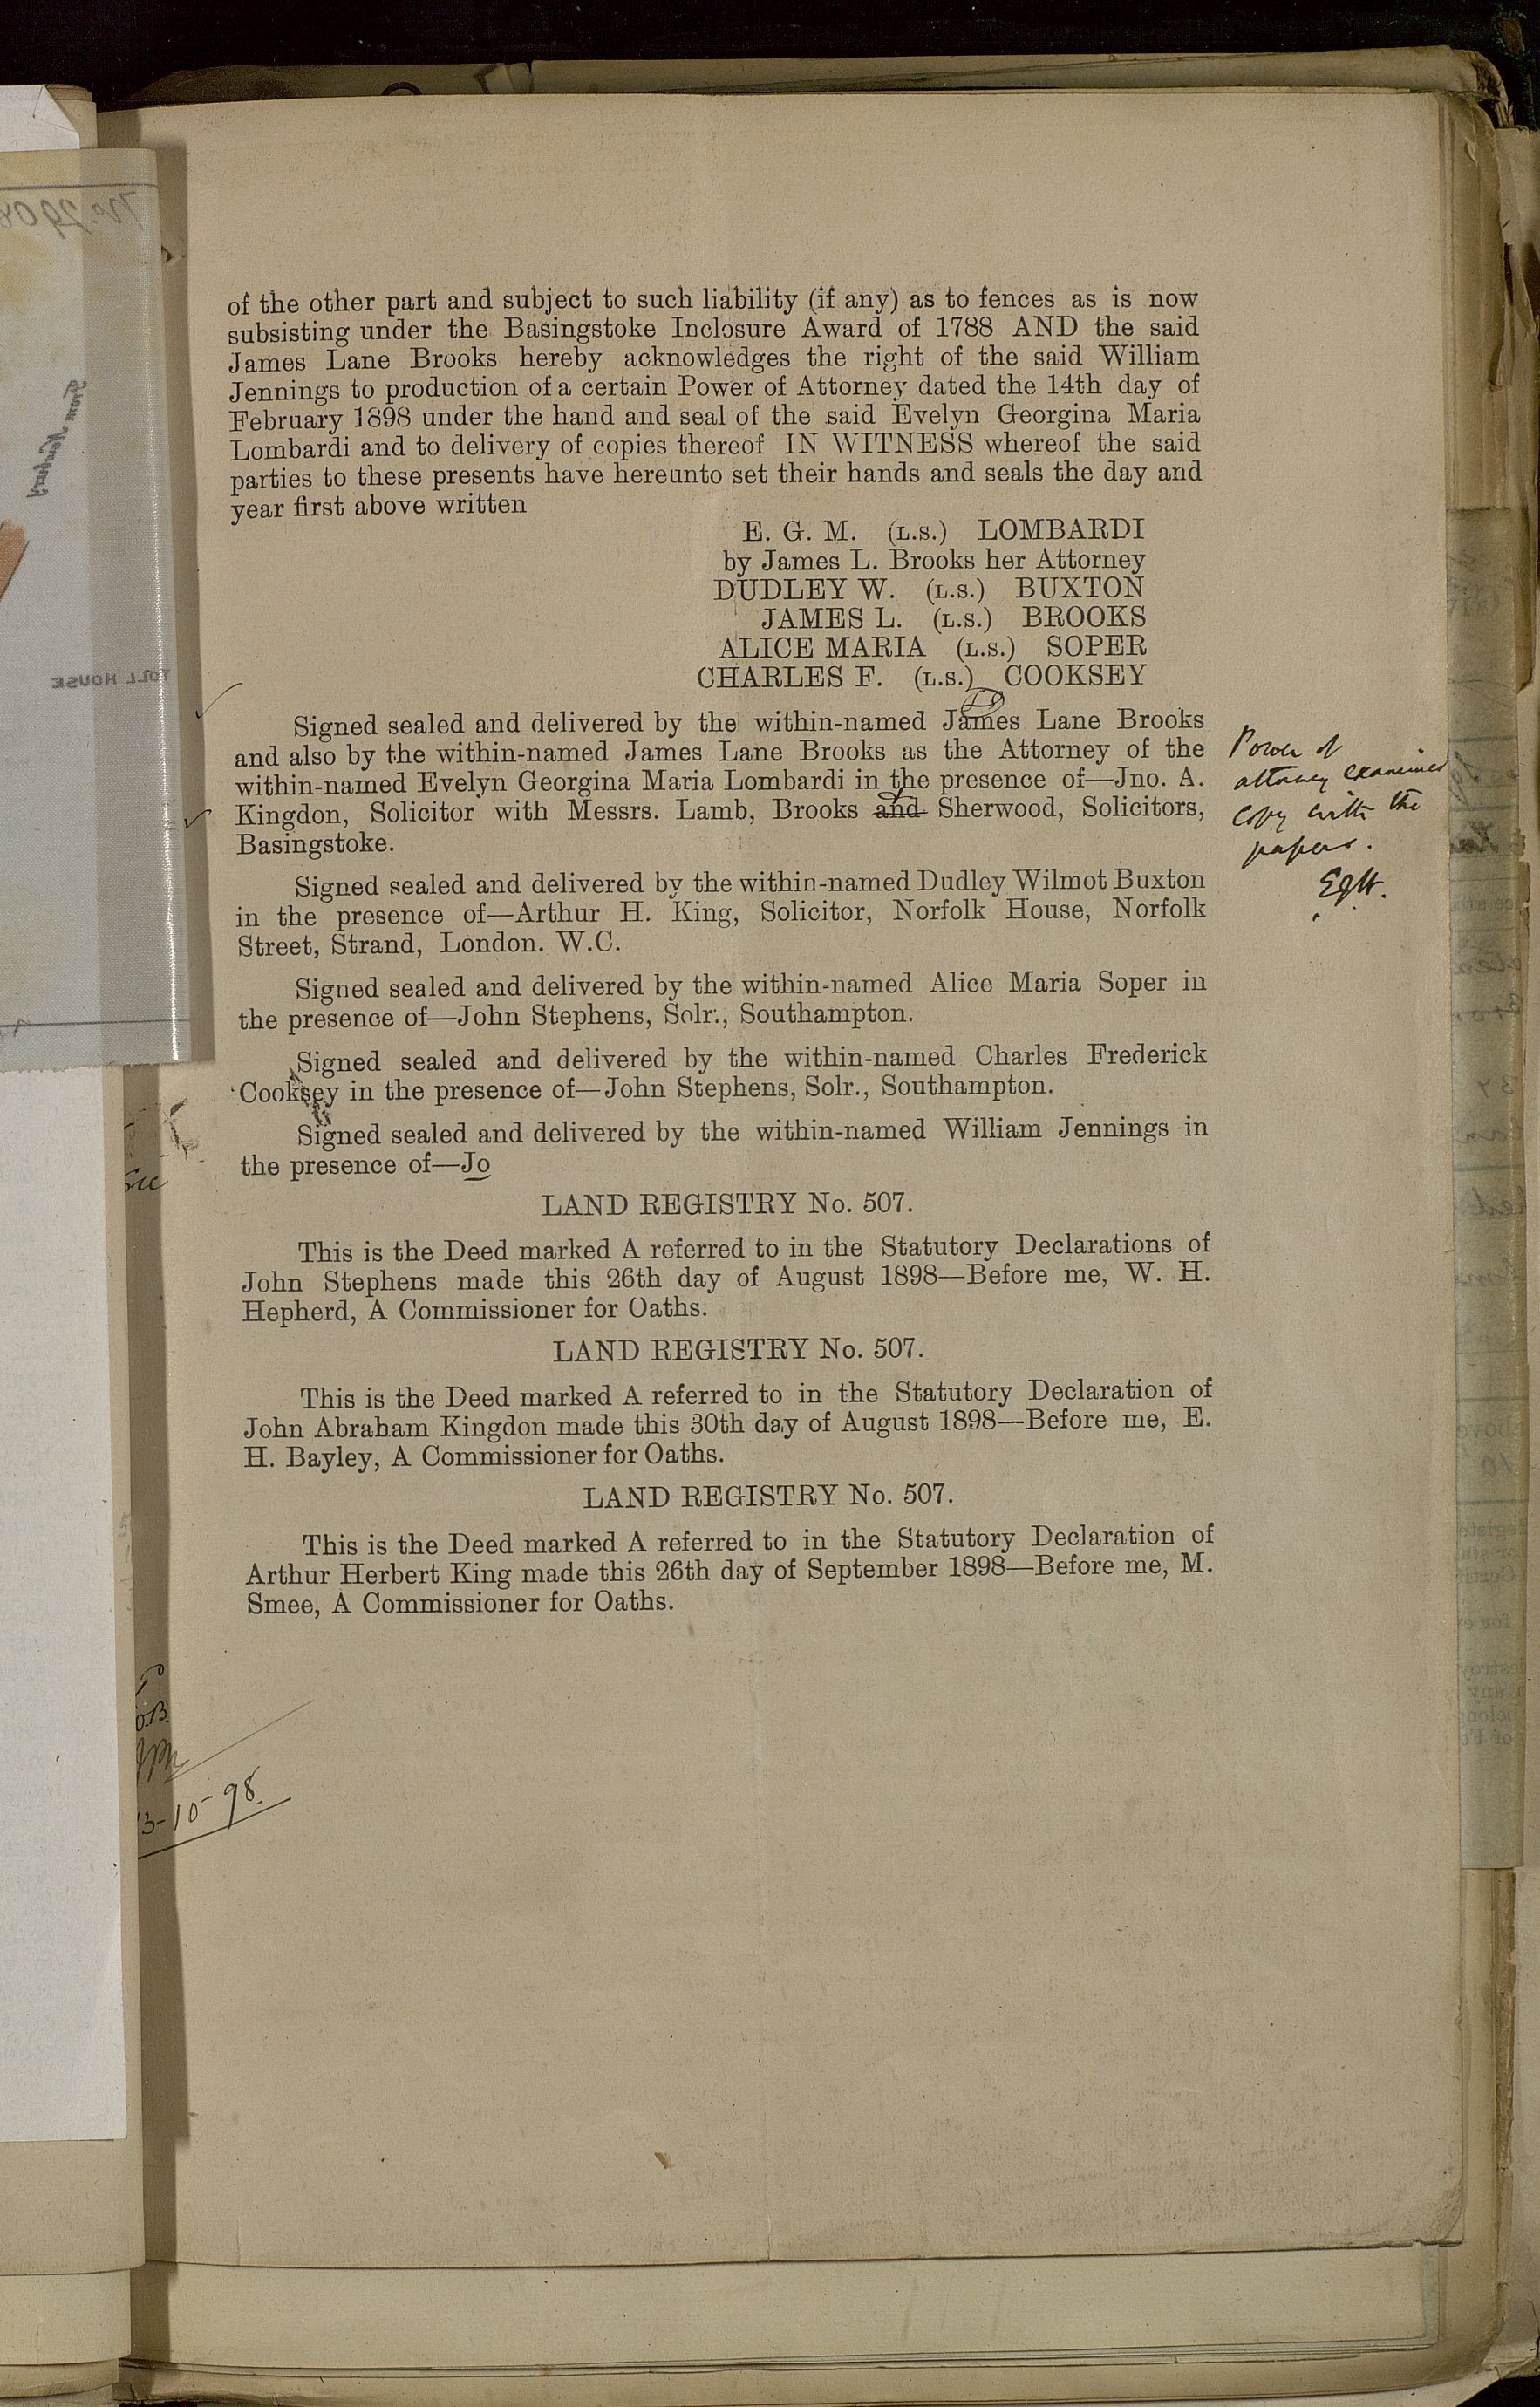 of the other part and subject to such liability (if any) as to fences as is now
subsisting under the Basingstoke Inclosure Award of 1788 AND the said
James Lane Brooks hereby acknowledges the right of the said William
Jennings to production of a certain Power of Attorney dated the 14th day of
February 1898 under the hand and seal of the said Evelyn Georgina Maria
Lombardi and to delivery of copies thereof IN WITNESS whereof the said
parties to these presents have hereunto set their hands and seals the day and
year first above written
E. G. M. (L.S.) LOMBARDI
by James L. Brooks her Attorney
DUDLEY W. (L.S.) BUXTON
JAMES L. (L.S.) BROOKS
ALICE MARIA (L.S.) SOPER
CHARLES F. (L.S.) COOKSEY
Signed sealed and delivered by the within-named James Lane Brooks
and also by the within-named James Lane Brooks as the Attorney of the
within-named Evelyn Georgina Maria Lombardi in the presence of—Jno. A.
Kingdon, Solicitor with Messrs. Lamb, Brooks and Sherwood, Solicitors,
Basingstoke.
Power of
attorney examined
copy with the
papers.
Signed sealed and delivered by the within-named Dudley Wilmot Buxton
in the presence of—Arthur H. King, Solicitor, Norfolk House, Norfolk
Street, Strand, London. W.C.
Signed sealed and delivered by the within-named Alice Maria Soper in
the presence of—John Stephens, Solr., Southampton.
Signed sealed and delivered by the within-named Charles Frederick
Cooksey in the presence of—John Stephens, Solr., Southampton.
Signed sealed and delivered by the within-named William Jennings in
the presence of—Jo
LAND REGISTRY No. 507.
This is the Deed marked A referred to in the Statutory Declarations of
John Stephens made this 26th day of August 1898—Before me, W. H.
Hepherd, A Commissioner for Oaths.
LAND REGISTRY No. 507.
This is the Deed marked A referred to in the Statutory Declaration of
John Abraham Kingdon made this 30th day of August 1898—Before me, E.
H. Bayley, A Commissioner for Oaths.
LAND REGISTRY No. 507.
This is the Deed marked A referred to in the Statutory Declaration of
Arthur Herbert King made this 26th day of September 1898—Before me, M.
Smee, A Commissioner for Oaths.
13-10-98.
TOLL HOUSE
From Newbury
No. 2908